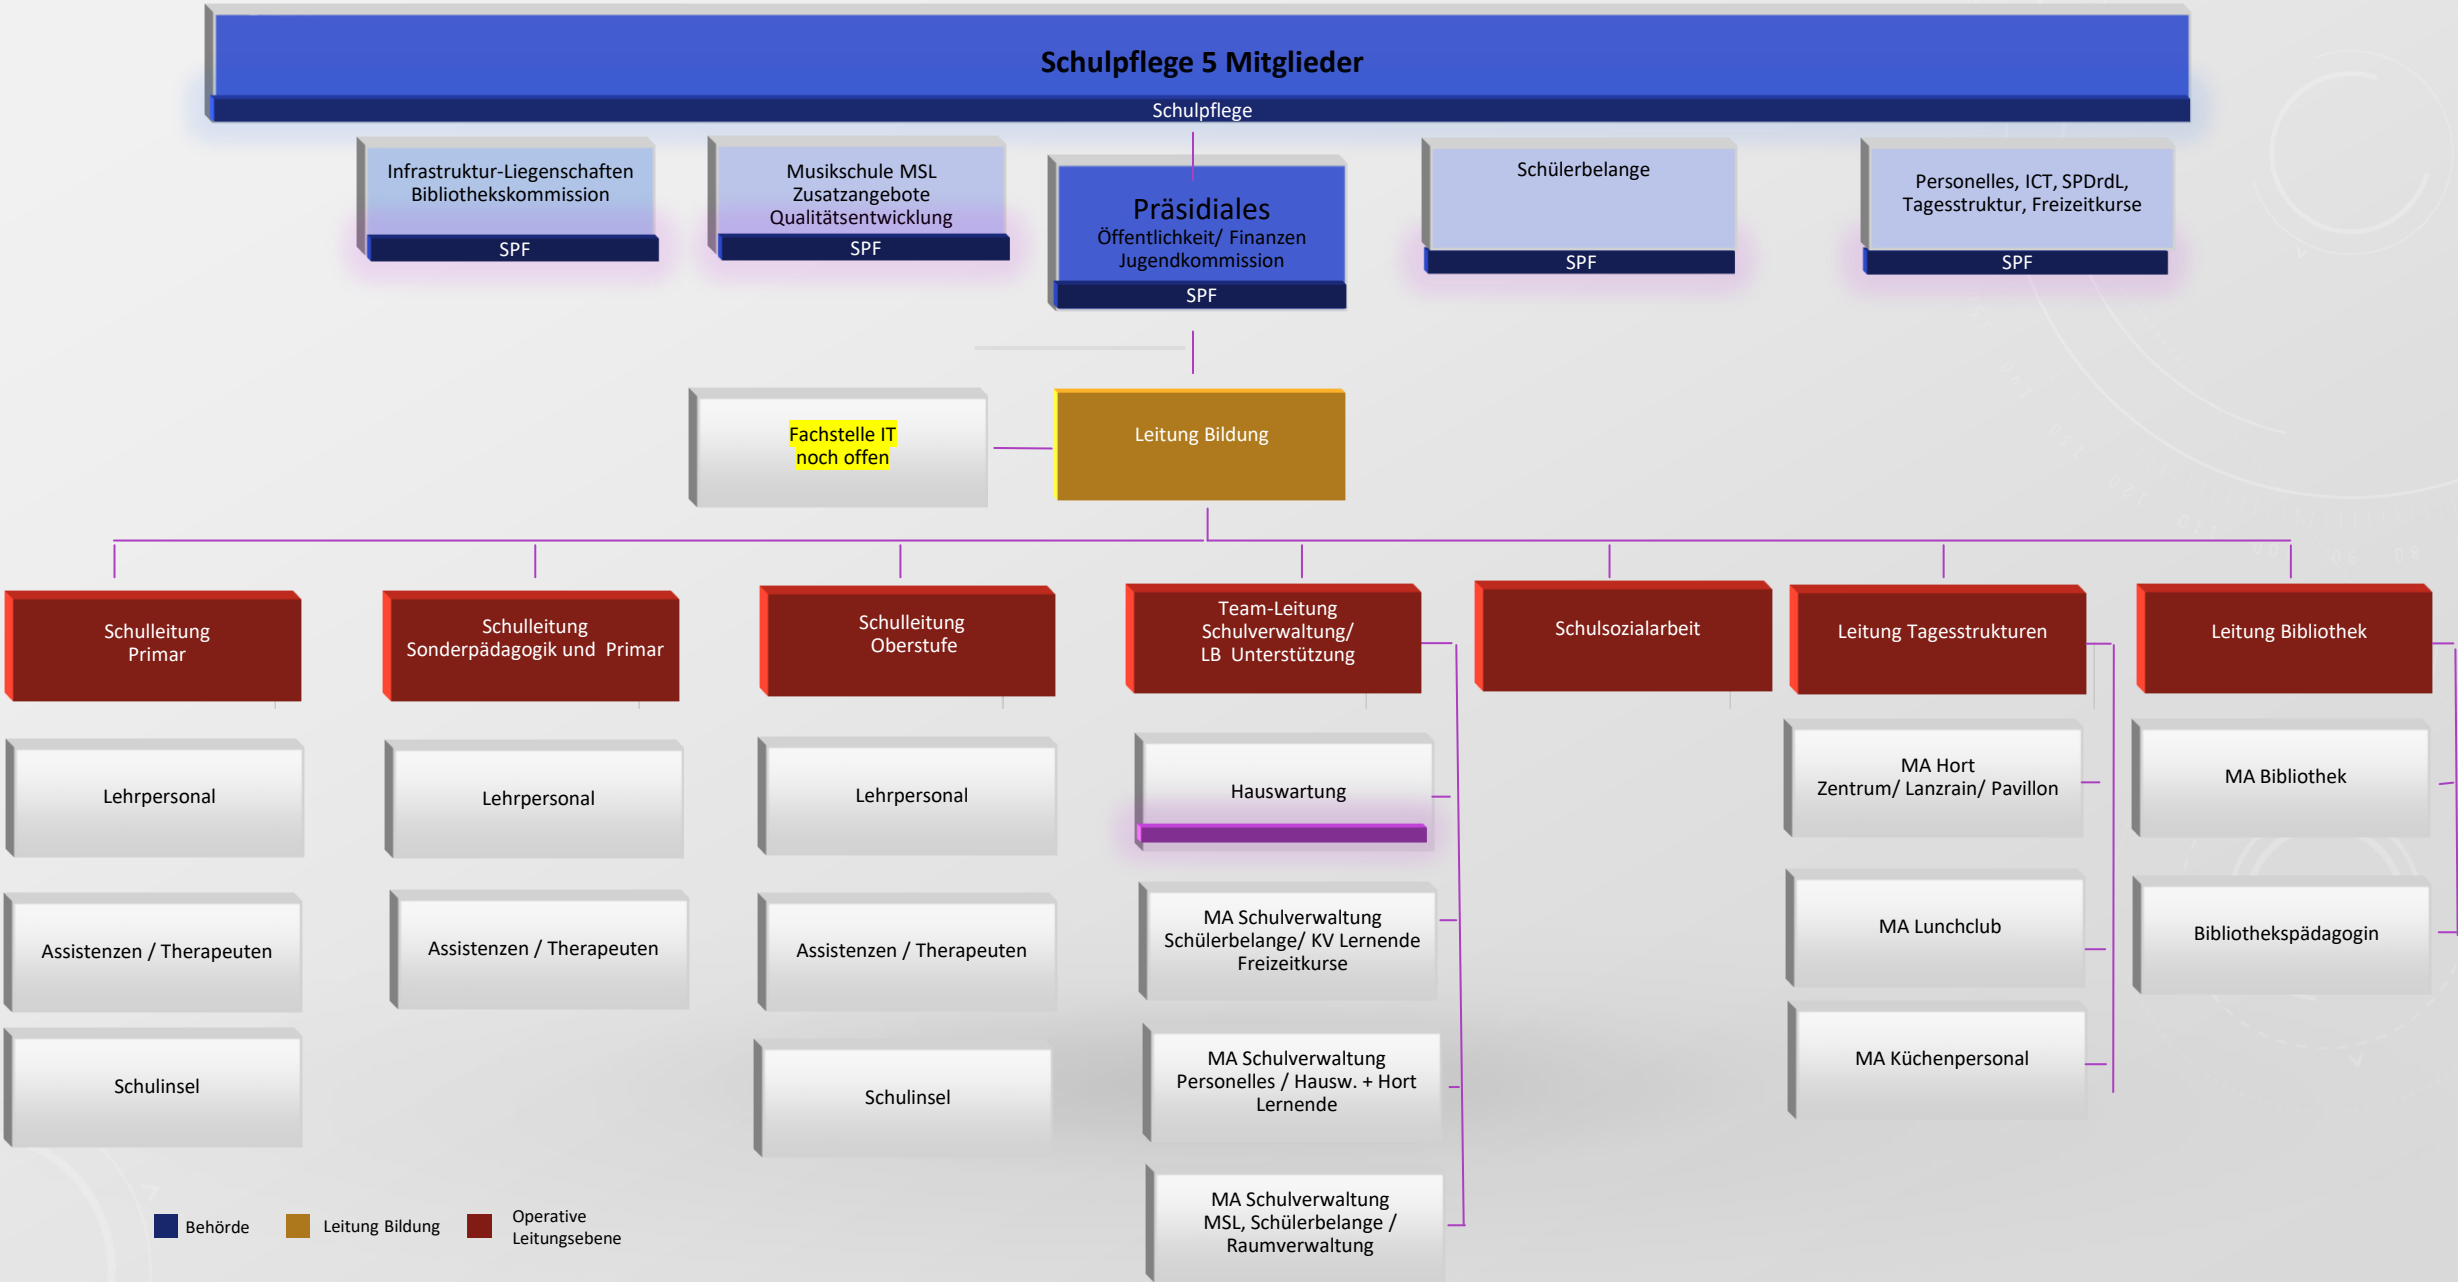 Schulpflege 5 Mitglieder
Schulpflege
Infrastruktur-Liegenschaften
Bibliothekskommission
SPF
Musikschule MSL
Zusatzangebote
Qualitätsentwicklung
SPF
Präsidiales
Öffentlichkeit/ Finanzen
Jugendkommission
SPF
Schülerbelange
SPF
Personelles, ICT, SPDrdL,
Tagesstruktur, Freizeitkurse
SPF
Fachstelle IT
noch offen
Leitung Bildung
Schulleitung
Primar
Schulleitung
Sonderpädagogik und Primar
Schulleitung
Oberstufe
Team-Leitung
Schulverwaltung/
LB Unterstützung
Schulsozialarbeit
Leitung Tagesstrukturen
Leitung Bibliothek
Lehrpersonal
Lehrpersonal
Lehrpersonal
Hauswartung
MA Hort
Zentrum/ Lanzrain/ Pavillon
MA Bibliothek
Assistenzen / Therapeuten
Assistenzen / Therapeuten
Assistenzen / Therapeuten
MA Schulverwaltung
Schülerbelange/ KV Lernende
Freizeitkurse
MA Lunchclub
Bibliothekspädagogin
Schulinsel
Schulinsel
MA Schulverwaltung
Personelles / Hausw. + Hort
Lernende
MA Küchenpersonal
MA Schulverwaltung
MSL, Schülerbelange /
Raumverwaltung
Behörde
Leitung Bildung
Operative
Leitungsebene